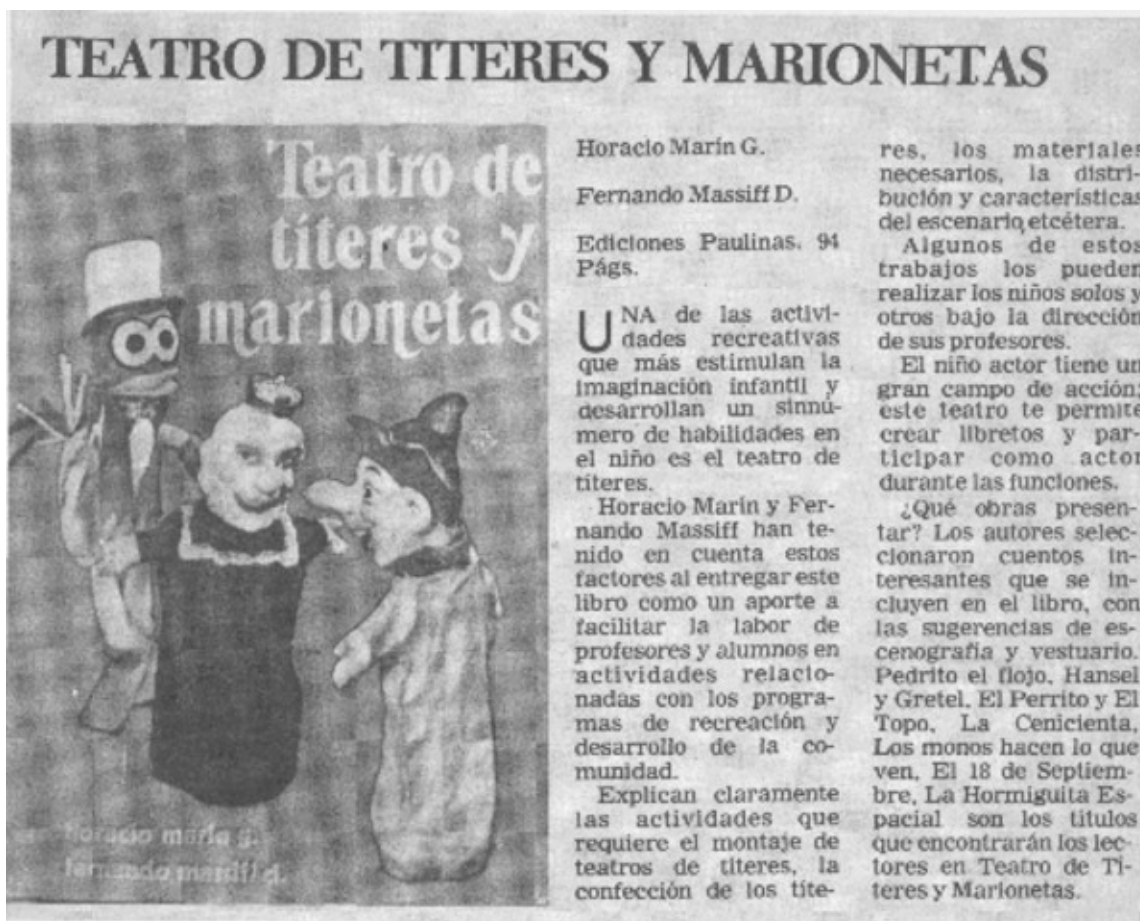 TEATRO DE TITERES Y MARIONETAS
Teatro de
títeres y
marionetas
horacio marín g.
fernando massiff d.
Horacio Marín G.
Fernando Massiff D.
Ediciones Paulinas. 94
Págs.
UNA de las activi-
dades recreativas
que más estimulan la
imaginación infantil y
desarrollan un sinnú-
mero de habilidades en
el niño es el teatro de
títeres.
Horacio Marín y Fer-
nando Massiff han te-
nido en cuenta estos
factores al entregar este
libro como un aporte a
facilitar la labor de
profesores y alumnos en
actividades relacio-
nadas con los progra-
mas de recreación y
desarrollo de la co-
munidad.
Explican claramente
las actividades que
requiere el montaje de
teatros de títeres, la
confección de los títe-
res, los materiales
necesarios, la distri-
bución y características
del escenario, etcétera.
Algunos de estos
trabajos los pueden
realizar los niños solos y
otros bajo la dirección
de sus profesores.
El niño actor tiene un
gran campo de acción;
este teatro te permite
crear libretos y par-
ticipar como actor
durante las funciones.
¿Qué obras presen-
tar? Los autores selec-
cionaron cuentos in-
teresantes que se in-
cluyen en el libro, con
las sugerencias de es-
cenografía y vestuario.
Pedrito el flojo, Hansel
y Gretel, El Perrito y El
Topo, La Cenicienta,
Los monos hacen lo que
ven, El 18 de Septiem-
bre, La Hormiguita Es-
pacial son los títulos
que encontrarán los lec-
tores en Teatro de Tí-
teres y Marionetas.